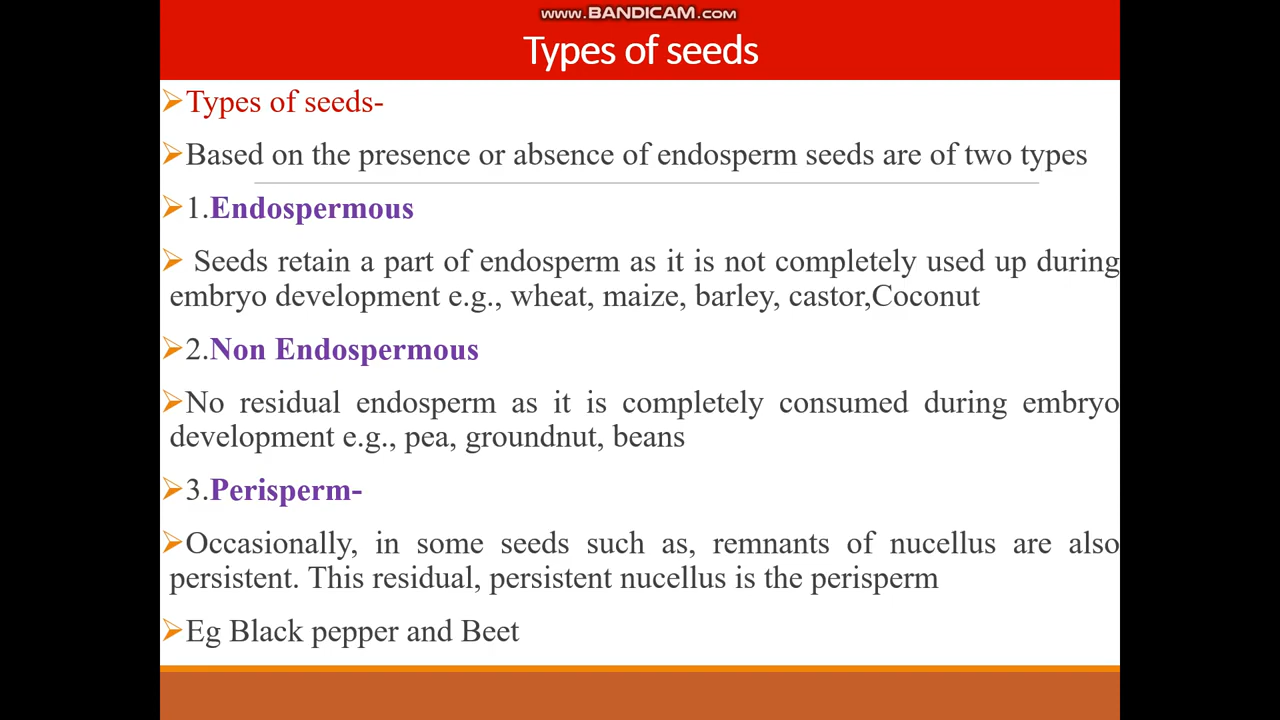 www.BANDICAM.com
Types of seeds
Types of seeds-
Based on the presence or absence of endosperm seeds are of two types
1.Endospermous
Seeds retain a part of endosperm as it is not completely used up during
embryo development e.g., wheat, maize, barley, castor,Coconut
2.Non Endospermous
No residual endosperm as it is completely consumed during embryo
development e.g., pea, groundnut, beans
3.Perisperm-
Occasionally, in some seeds such as, remnants of nucellus are also
persistent. This residual, persistent nucellus is the perisperm
Eg Black pepper and Beet